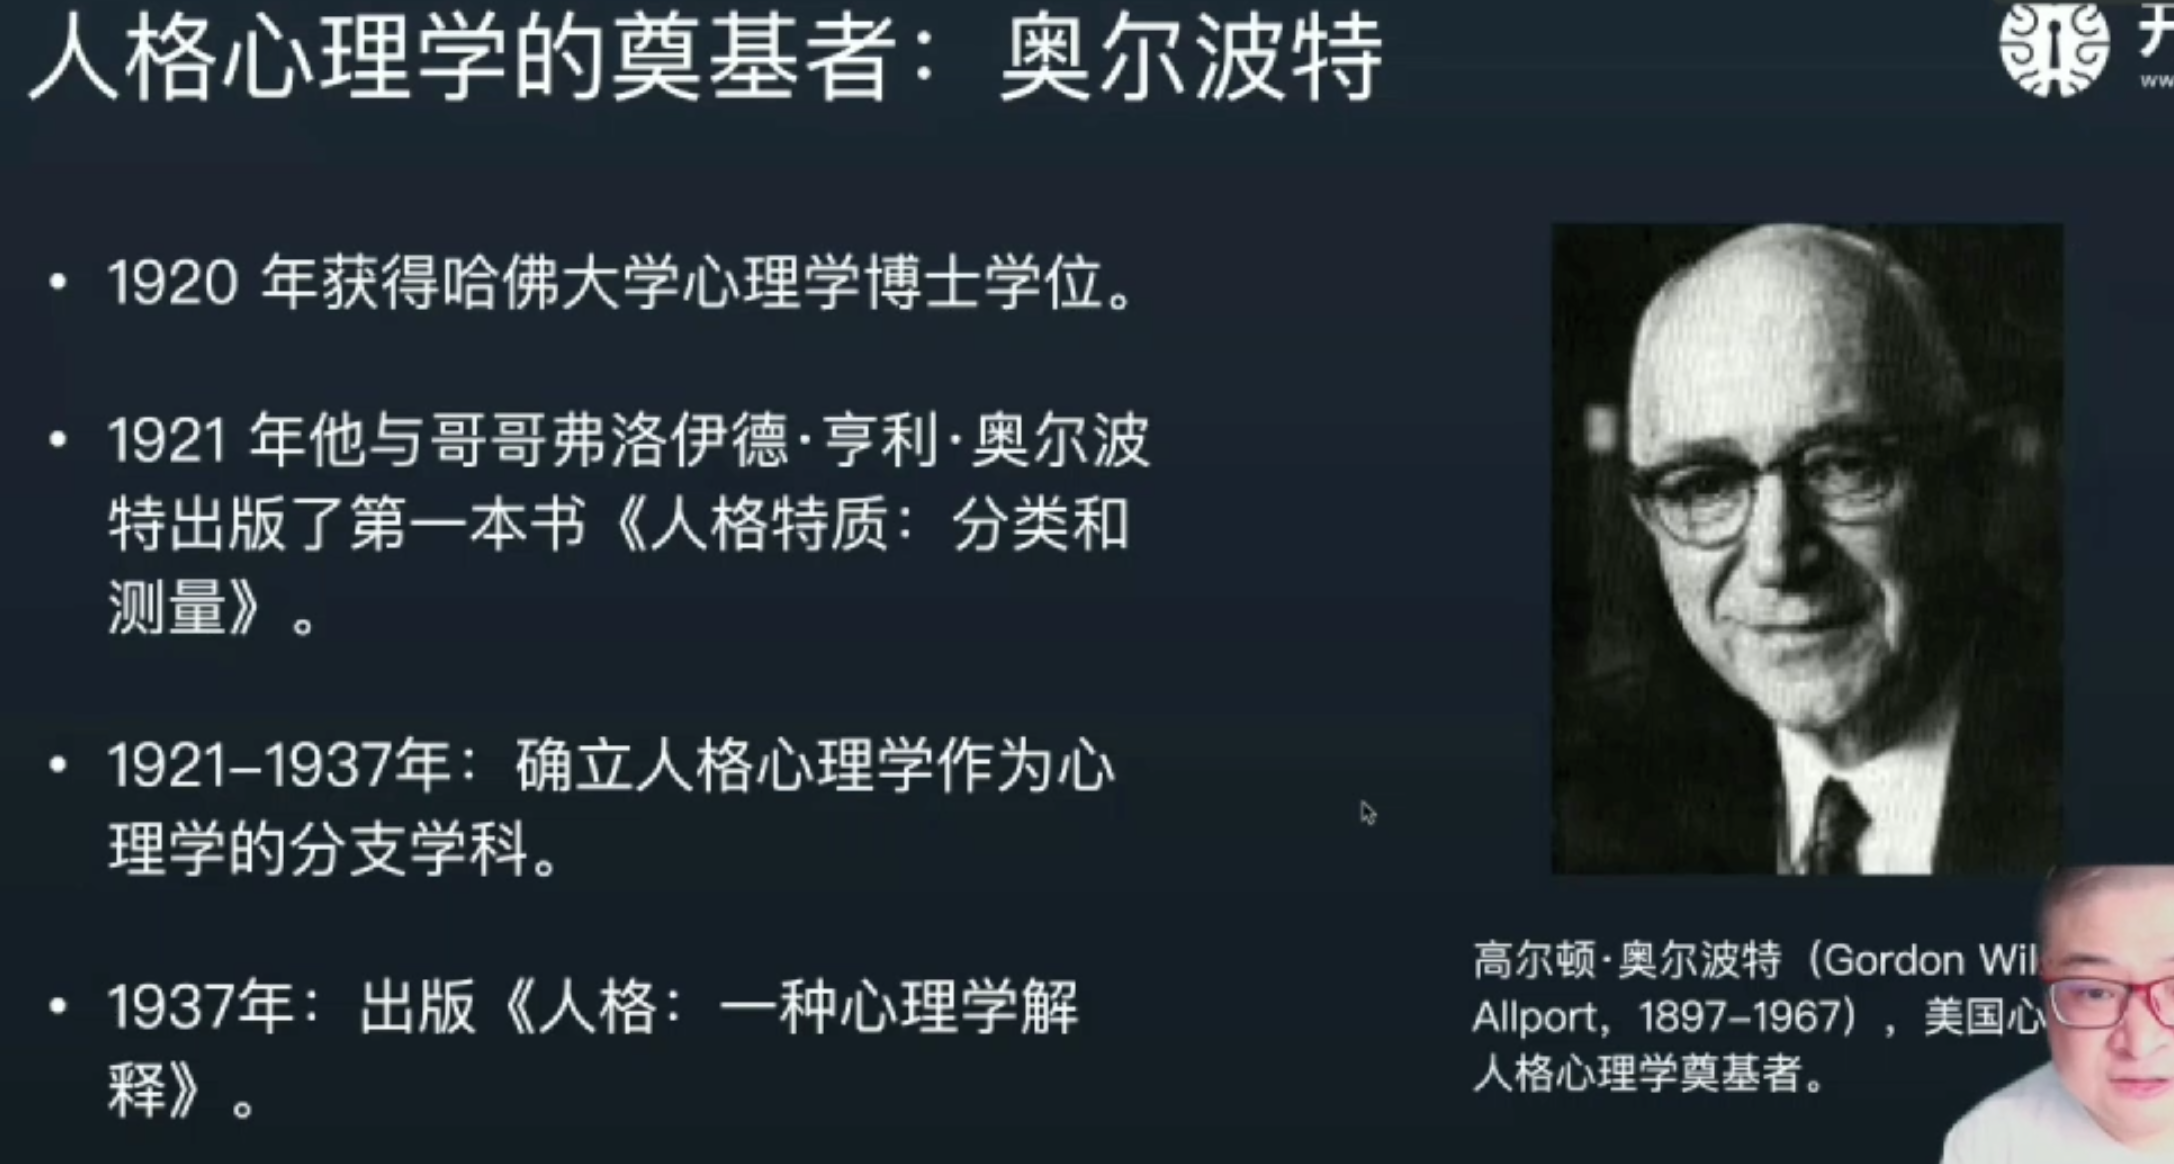 人格心理学的奠基者：奥尔波特
• 1920 年获得哈佛大学心理学博士学位。
• 1921 年他与哥哥弗洛伊德·亨利·奥尔波
特出版了第一本书《人格特质：分类和
测量》。
• 1921–1937年：确立人格心理学作为心
理学的分支学科。
• 1937年：出版《人格：一种心理学解
释》。
高尔顿·奥尔波特（Gordon Wil
Allport，1897–1967），美国心
人格心理学奠基者。